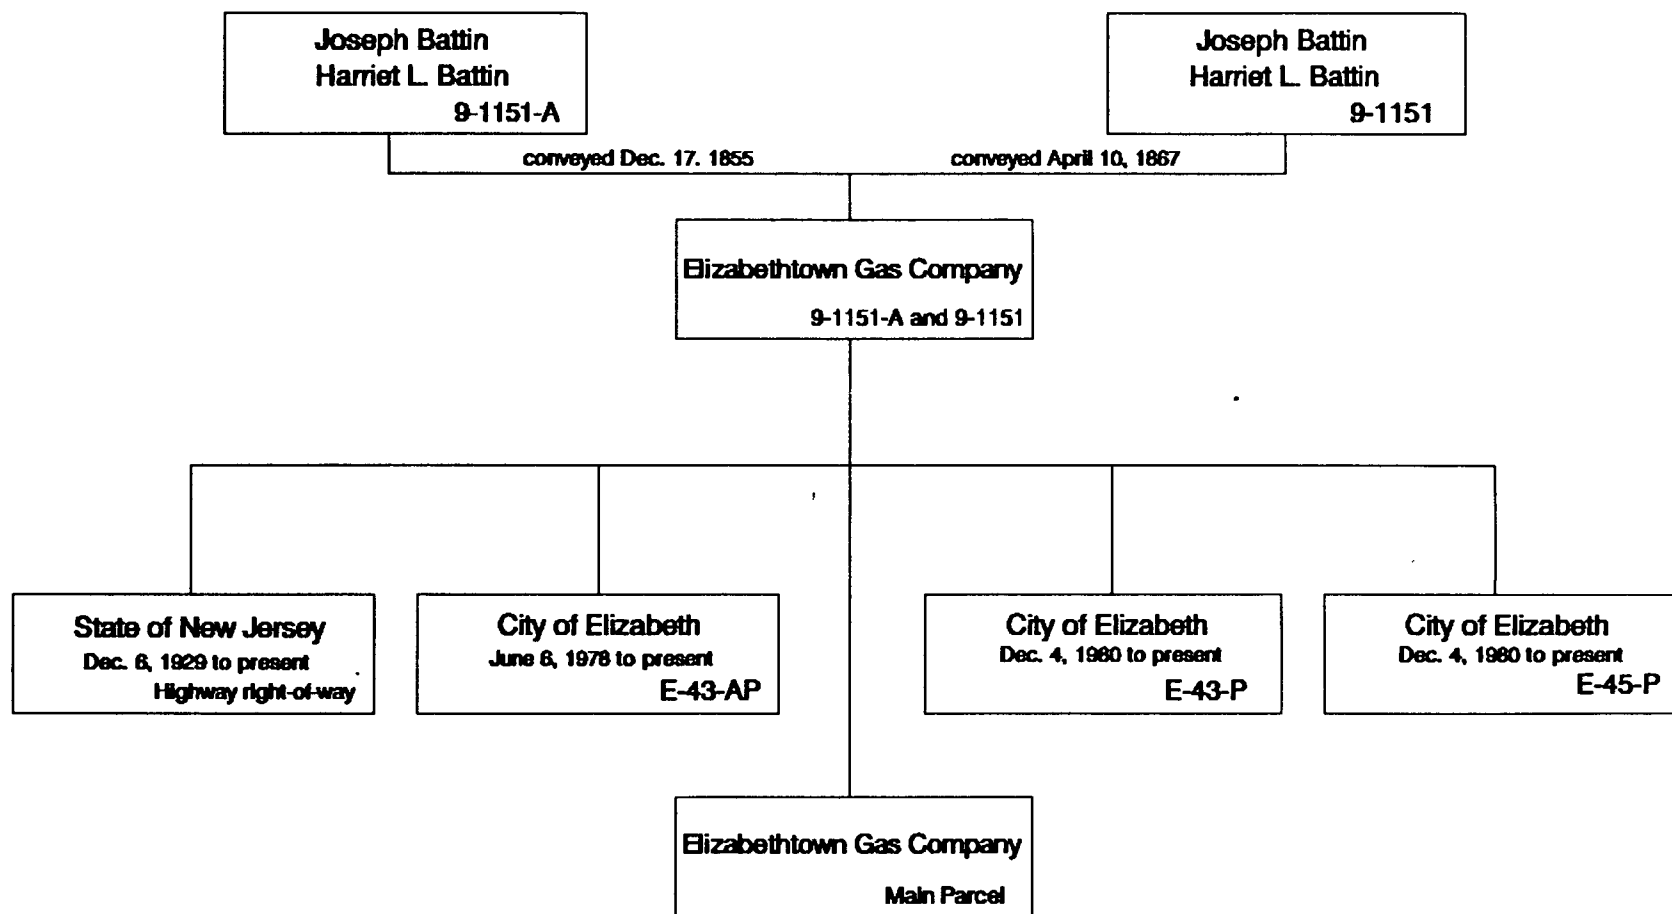 Joseph Battin
Harriet L. Battin
9-1151-A
Joseph Battin
Harriet L. Battin
9-1151
conveyed Dec. 17. 1855
conveyed April 10, 1867
Elizabethtown Gas Company
9-1151-A and 9-1151
State of New Jersey
Dec. 6, 1929 to present
Highway right-of-way
City of Elizabeth
June 6, 1978 to present
E-43-AP
City of Elizabeth
Dec. 4, 1980 to present
E-43-P
City of Elizabeth
Dec. 4, 1980 to present
E-45-P
Elizabethtown Gas Company
Main Parcel